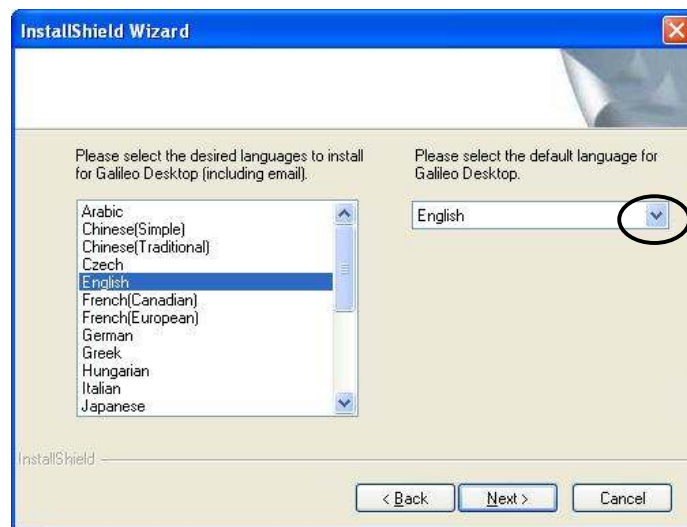 InstallShield Wizard
Please select the desired languages to install
for Galileo Desktop (including email).
Arabic
Chinese(Simple)
Chinese(Traditional)
Czech
English
French(Canadian)
French(European)
German
Greek
Hungarian
Italian
Japanese
Please select the default language for
Galileo Desktop.
English
InstallShield
< Back
Next >
Cancel